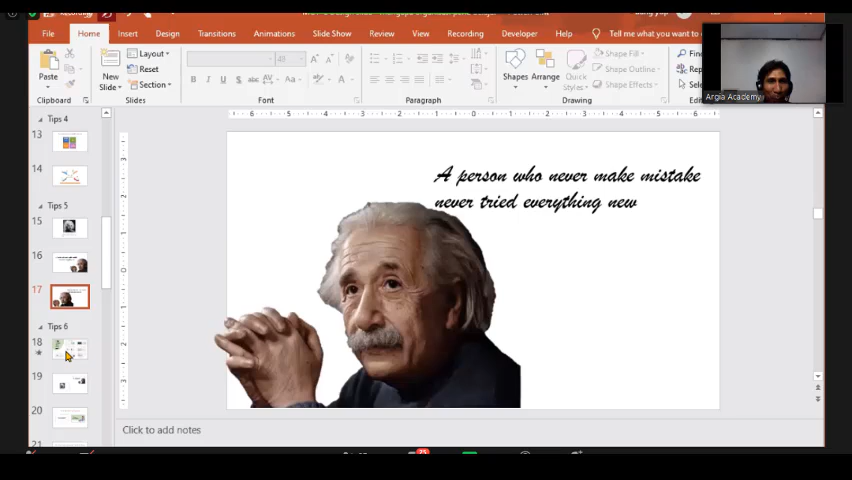 File Home Insert Design Transitions Animations Slide Show Review View Recording Developer Help Tell me what you want to
Paste
New
Slide
Layout
Reset
Section
Shapes
Arrange
Quick
Styles
Shape Fill
Shape Outline
Shape Effects
Clipboard Slides Font Paragraph Drawing
Argia Academy
Tips 4
13
14
Tips 5
15
16
17
Tips 6
18
19
20
21
A person who never make mistake
never tried everything new
Click to add notes
25